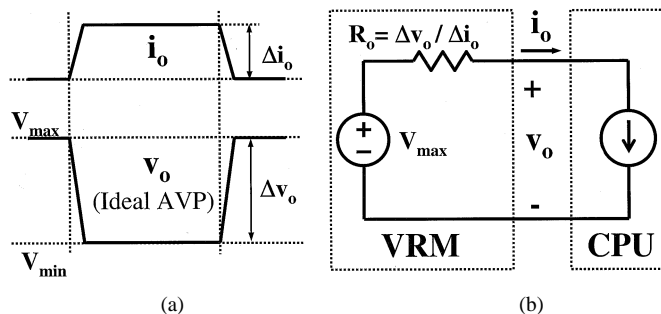 i_o
Δi_o
V_max
v_o
(Ideal AVP)
Δv_o
V_min
(a)
R_o = Δv_o / Δi_o
i_o
+
+
−
V_max
v_o
-
VRM
CPU
(b)